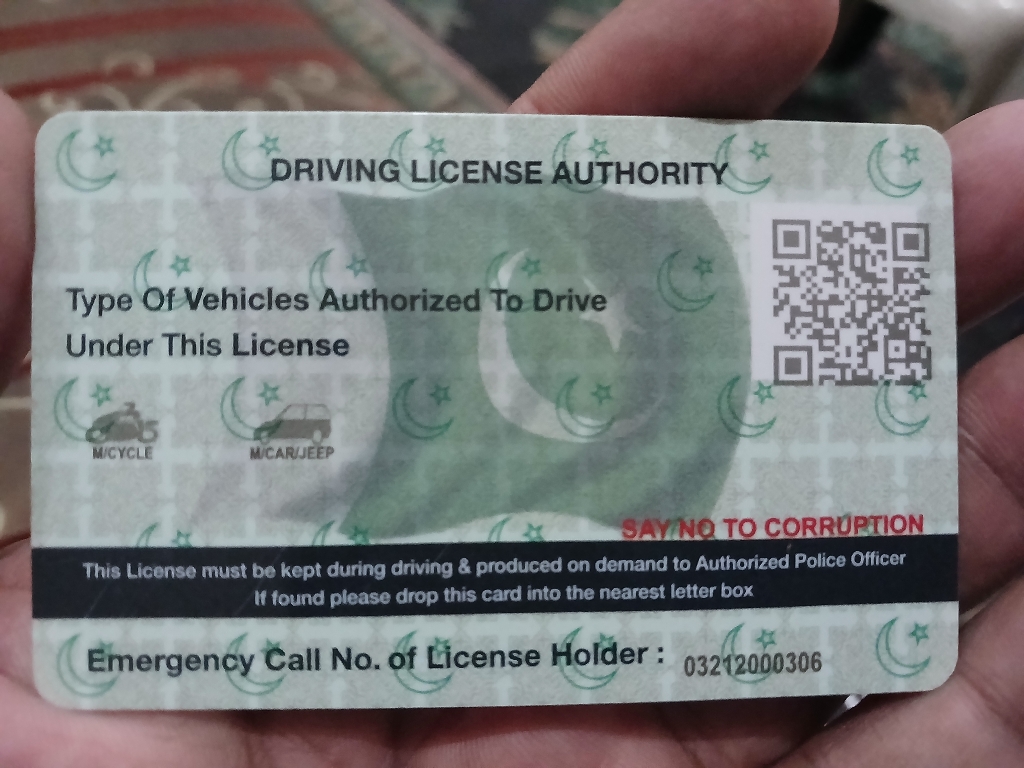 DRIVING LICENSE AUTHORITY
Type Of Vehicles Authorized To Drive
Under This License
M/CYCLE
M/CAR/JEEP
SAY NO TO CORRUPTION
This License must be kept during driving & produced on demand to Authorized Police Officer
If found please drop this card into the nearest letter box
Emergency Call No. of License Holder : 03212000306